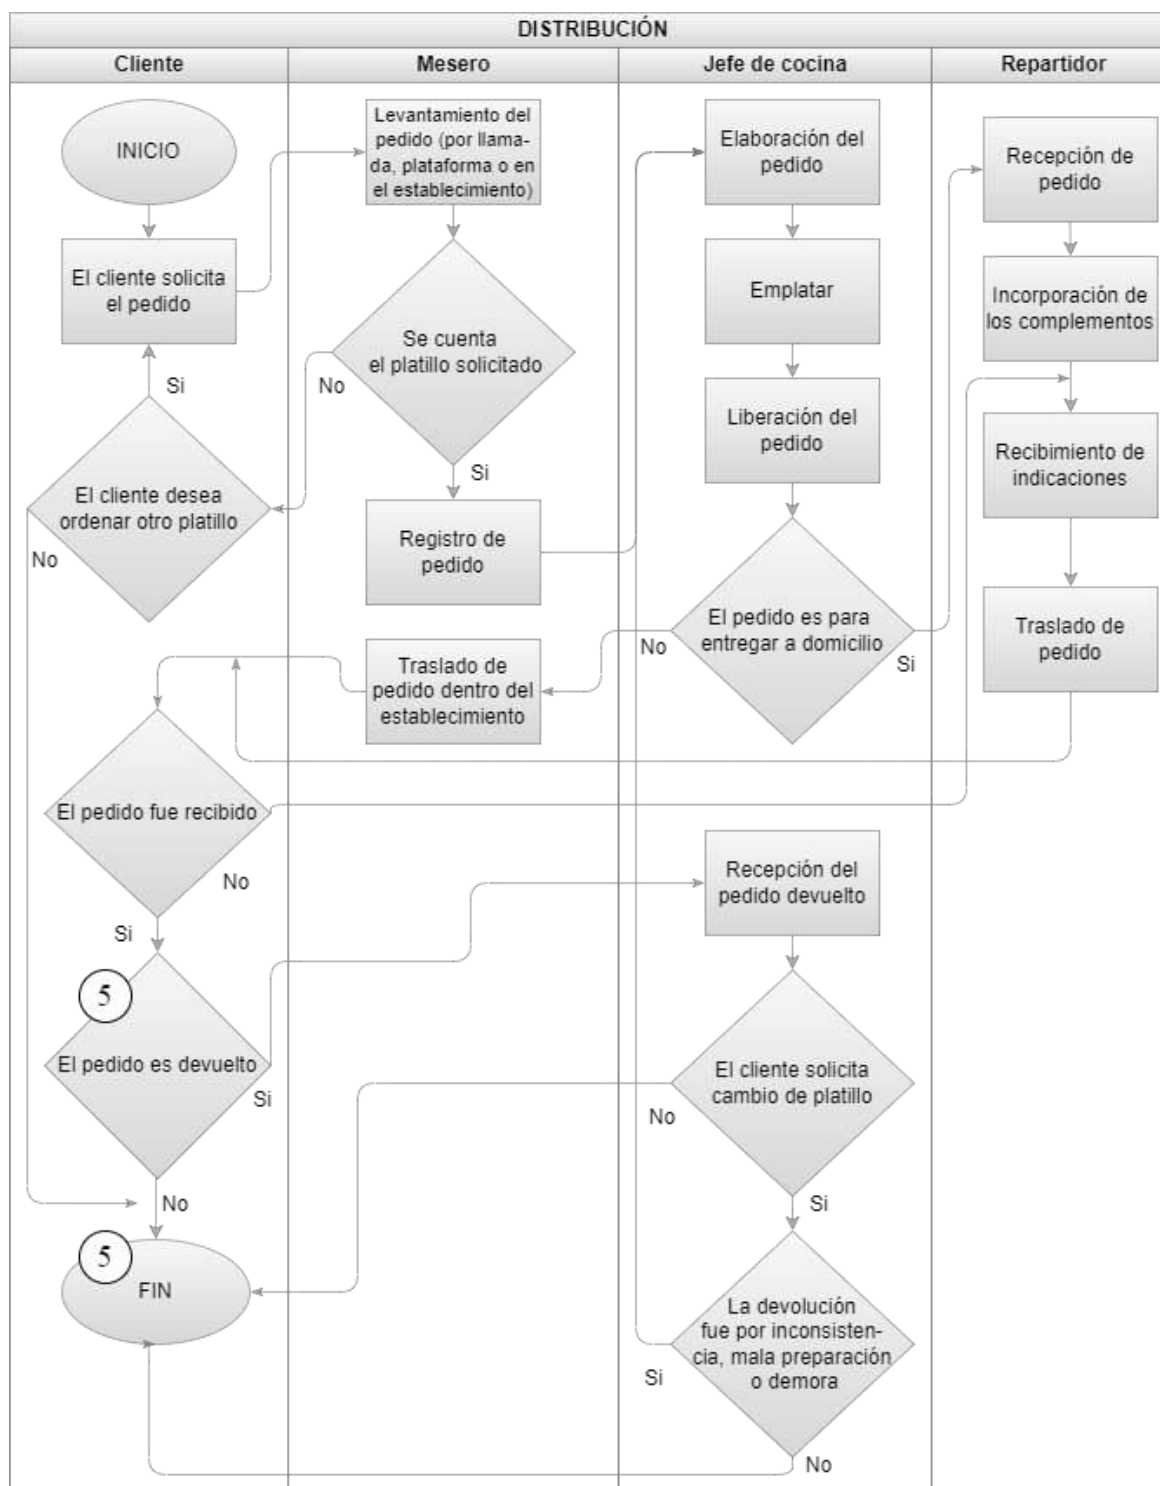 DISTRIBUCIÓN
Cliente
Mesero
Jefe de cocina
Repartidor
INICIO
El cliente solicita
el pedido
Si
El cliente desea
ordenar otro platillo
No
Levantamiento del
pedido (por llama-
da, plataforma o en
el establecimiento)
Se cuenta
el platillo solicitado
No
Si
Registro de
pedido
Traslado de
pedido dentro del
establecimiento
Elaboración del
pedido
Emplatar
Liberación del
pedido
El pedido es para
entregar a domicilio
No
Si
Recepción de
pedido
Incorporación de
los complementos
Recibimiento de
indicaciones
Traslado de
pedido
El pedido fue recibido
No
Si
5
El pedido es devuelto
Si
No
5
FIN
Recepción del
pedido devuelto
El cliente solicita
cambio de platillo
No
Si
La devolución
fue por inconsisten-
cia, mala preparación
o demora
Si
No